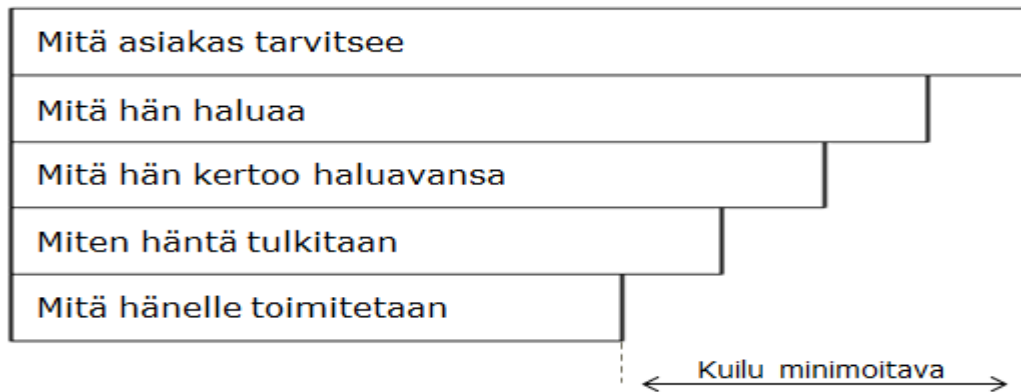 Mitä asiakas tarvitsee
Mitä hän haluaa
Mitä hän kertoo haluavansa
Miten häntä tulkitaan
Mitä hänelle toimitetaan
Kuilu minimoitava